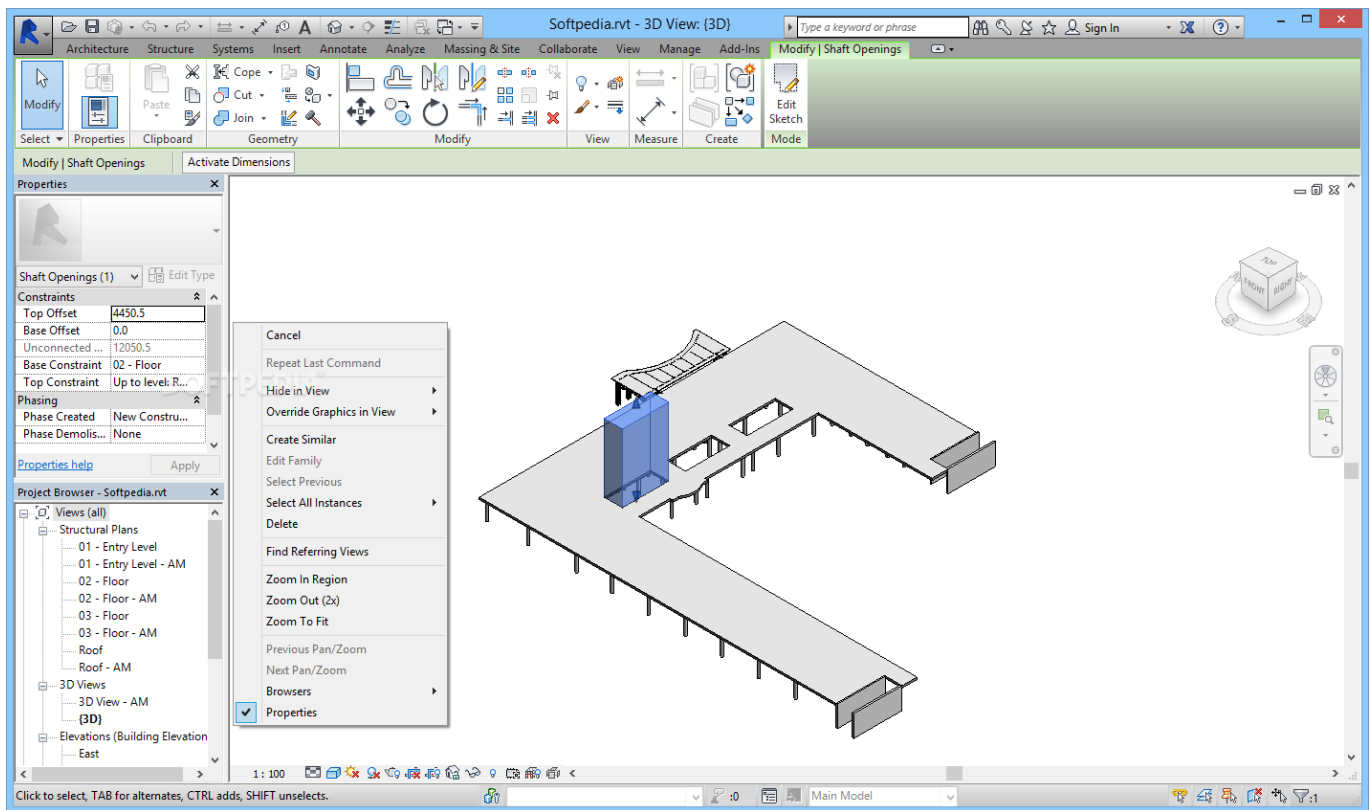 Softpedia.rvt - 3D View: {3D}
Type a keyword or phrase
Sign In
Architecture Structure Systems Insert Annotate Analyze Massing & Site Collaborate View Manage Add-Ins Modify | Shaft Openings
Modify
Paste
Cope
Cut
Join
Edit
Sketch
Select Properties Clipboard Geometry Modify View Measure Create Mode
Modify | Shaft Openings Activate Dimensions
Properties
Shaft Openings (1) Edit Type
Constraints
Top Offset 4450.5
Base Offset 0.0
Unconnected ... 12050.5
Base Constraint 02 - Floor
Top Constraint Up to level: R...
Phasing
Phase Created New Constru...
Phase Demolis... None
Properties help Apply
Project Browser - Softpedia.rvt
Views (all)
Structural Plans
01 - Entry Level
01 - Entry Level - AM
02 - Floor
02 - Floor - AM
03 - Floor
03 - Floor - AM
Roof
Roof - AM
3D Views
3D View - AM
{3D}
Elevations (Building Elevation
East
SOFTPEDIA
Cancel
Repeat Last Command
Hide in View
Override Graphics in View
Create Similar
Edit Family
Select Previous
Select All Instances
Delete
Find Referring Views
Zoom In Region
Zoom Out (2x)
Zoom To Fit
Previous Pan/Zoom
Next Pan/Zoom
Browsers
Properties
TOP
FRONT
RIGHT
1 : 100
Click to select, TAB for alternates, CTRL adds, SHIFT unselects.
:0
Main Model
:1